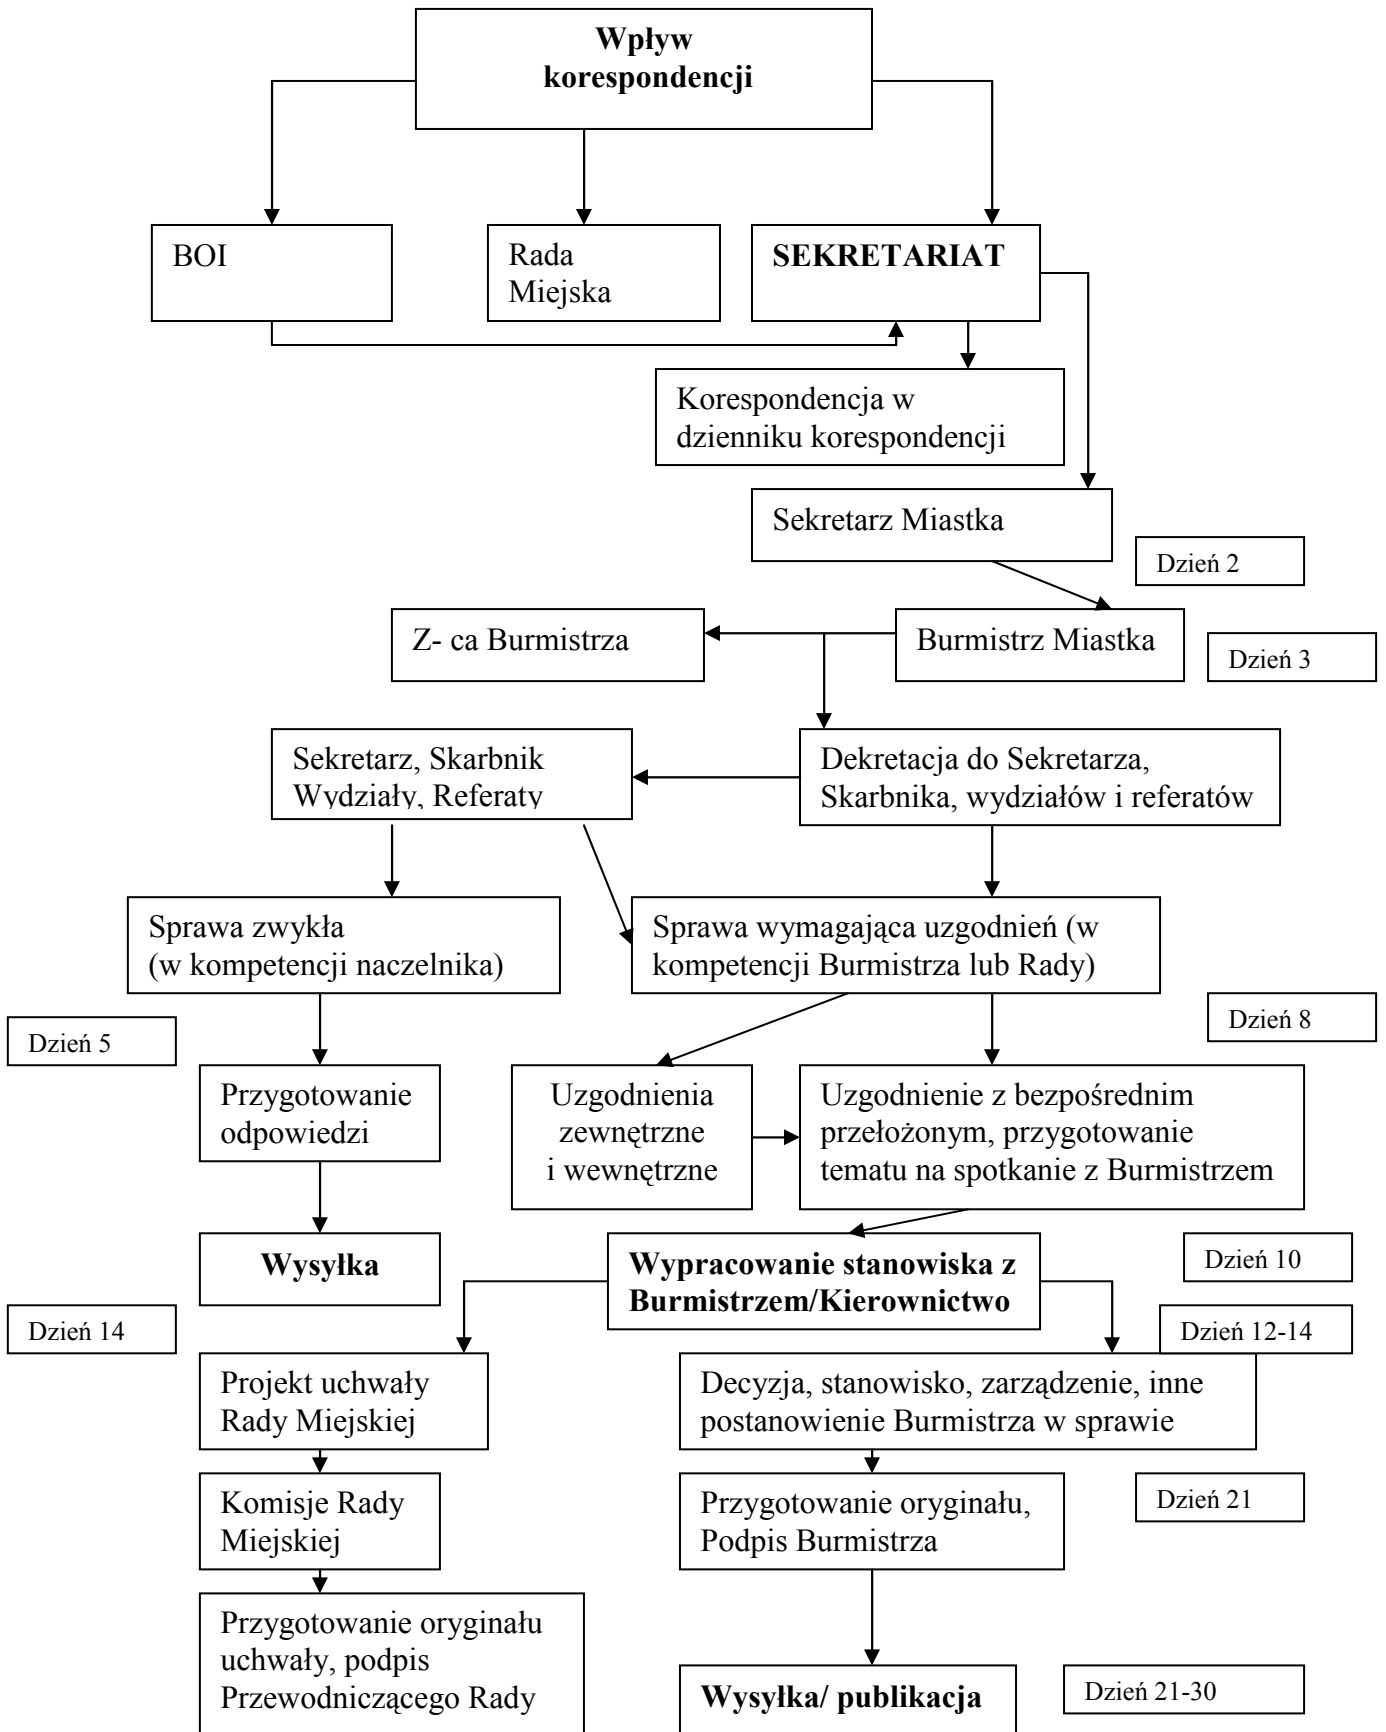 Wpływ
korespondencji
BOI
Rada
Miejska
SEKRETARIAT
Korespondencja w
dzienniku korespondencji
Sekretarz Miastka
Dzień 2
Z- ca Burmistrza
Burmistrz Miastka
Dzień 3
Sekretarz, Skarbnik
Wydziały, Referaty
Dekretacja do Sekretarza,
Skarbnika, wydziałów i referatów
Sprawa zwykła
(w kompetencji naczelnika)
Sprawa wymagająca uzgodnień (w
kompetencji Burmistrza lub Rady)
Dzień 5
Dzień 8
Przygotowanie
odpowiedzi
Uzgodnienia
zewnętrzne
i wewnętrzne
Uzgodnienie z bezpośrednim
przełożonym, przygotowanie
tematu na spotkanie z Burmistrzem
Wysyłka
Wypracowanie stanowiska z
Burmistrzem/Kierownictwo
Dzień 10
Dzień 14
Dzień 12-14
Projekt uchwały
Rady Miejskiej
Decyzja, stanowisko, zarządzenie, inne
postanowienie Burmistrza w sprawie
Komisje Rady
Miejskiej
Przygotowanie oryginału,
Podpis Burmistrza
Dzień 21
Przygotowanie oryginału
uchwały, podpis
Przewodniczącego Rady
Wysyłka/ publikacja
Dzień 21-30